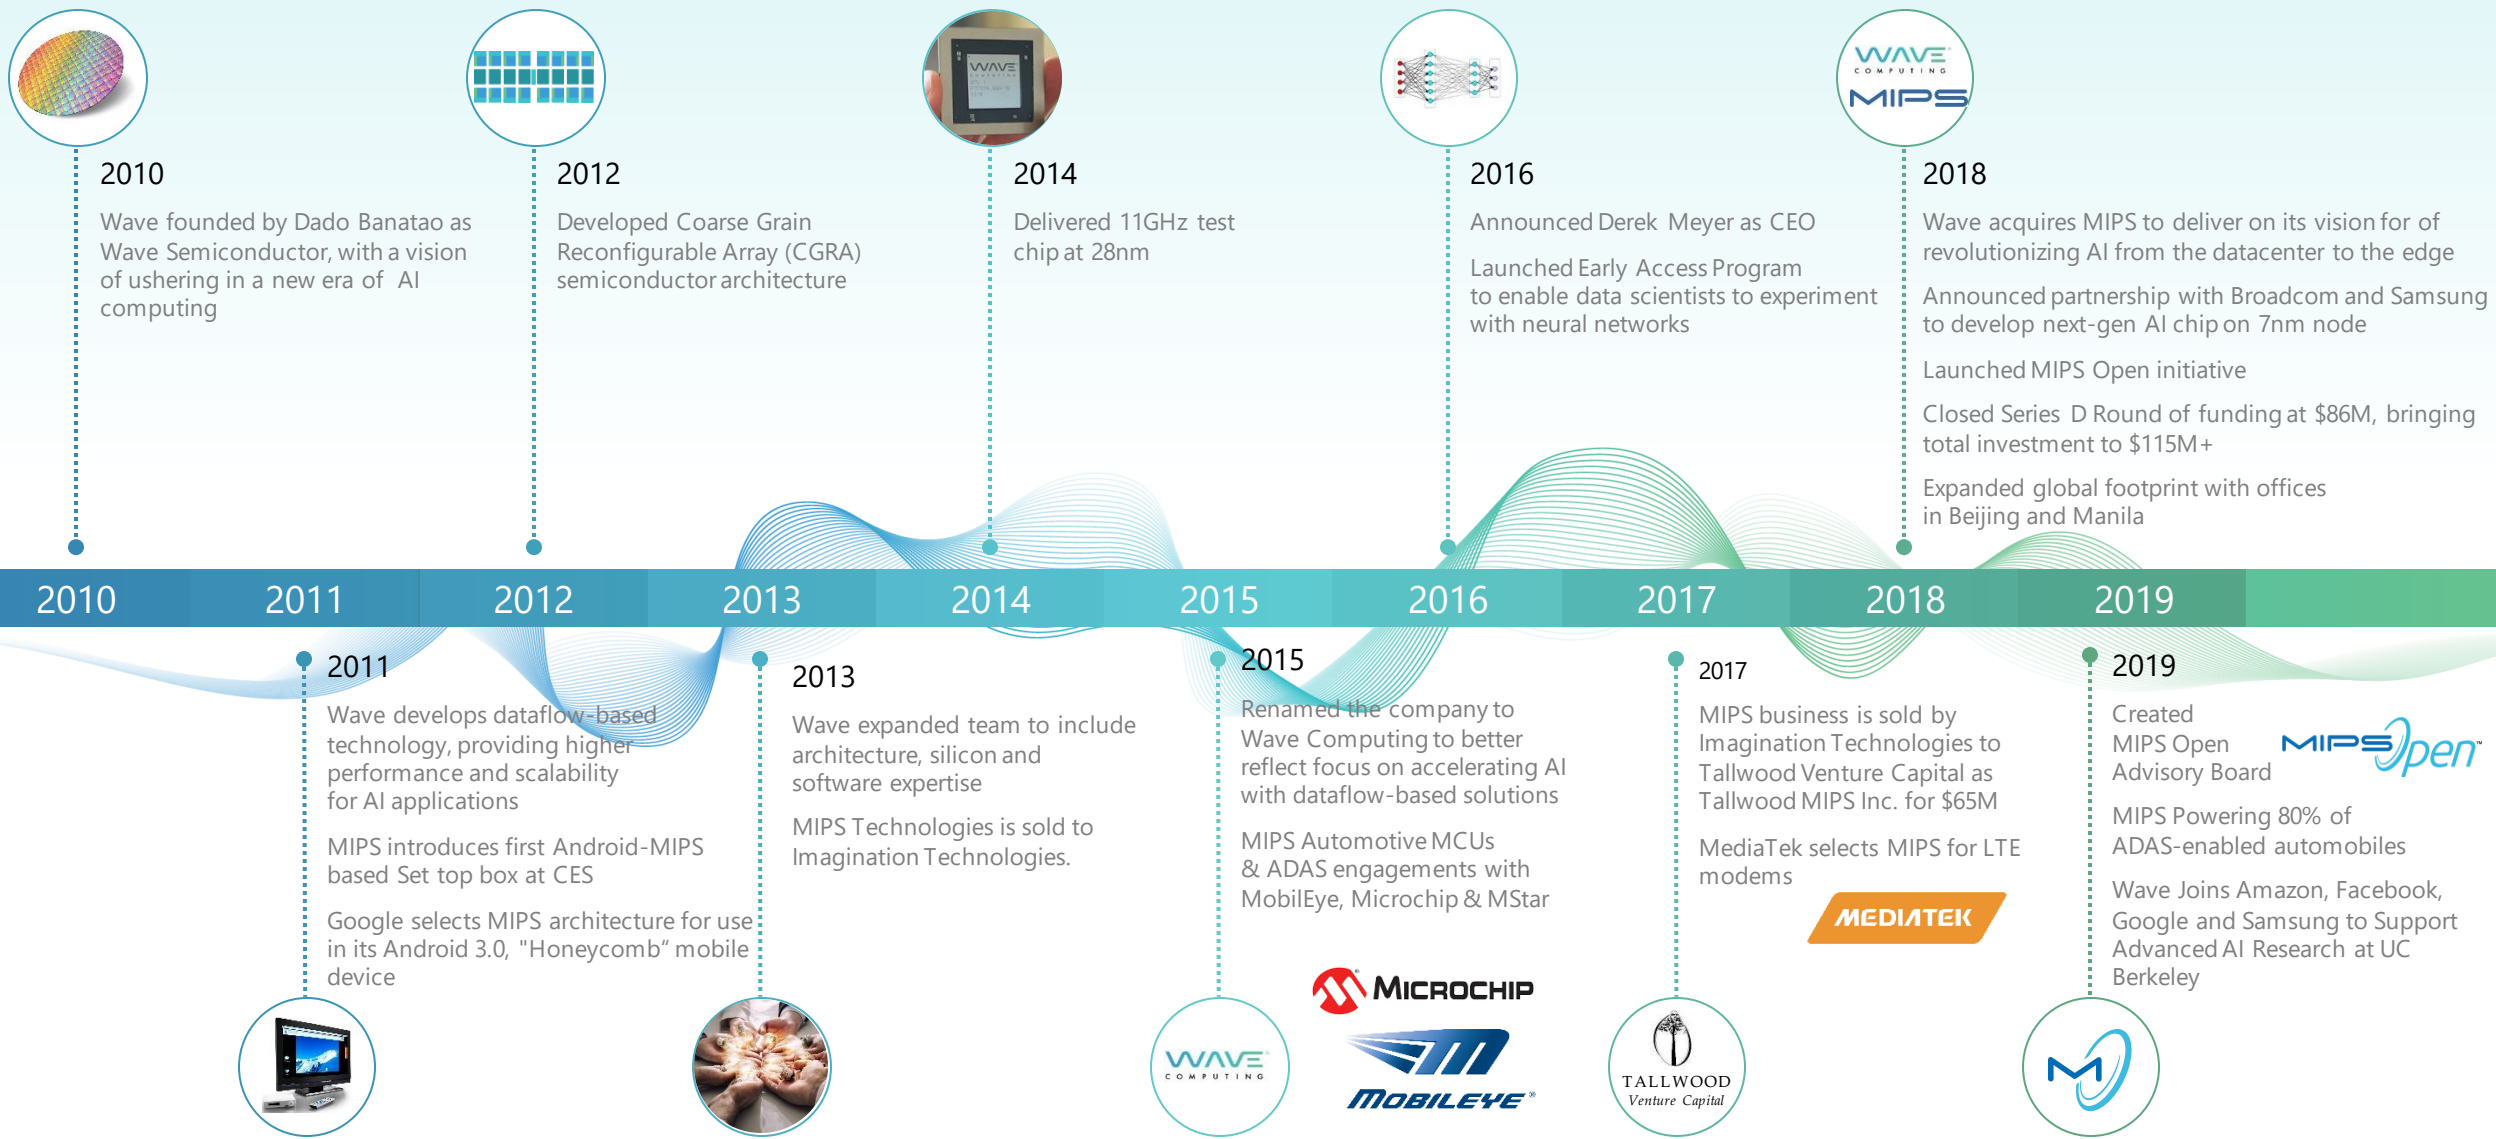 WAVE
COMPUTING
WAVE
COMPUTING
MIPS
2010
Wave founded by Dado Banatao as
Wave Semiconductor, with a vision
of ushering in a new era of AI
computing
2012
Developed Coarse Grain
Reconfigurable Array (CGRA)
semiconductor architecture
2014
Delivered 11GHz test
chip at 28nm
2016
Announced Derek Meyer as CEO
Launched Early Access Program
to enable data scientists to experiment
with neural networks
2018
Wave acquires MIPS to deliver on its vision for of
revolutionizing AI from the datacenter to the edge
Announced partnership with Broadcom and Samsung
to develop next-gen AI chip on 7nm node
Launched MIPS Open initiative
Closed Series D Round of funding at $86M, bringing
total investment to $115M+
Expanded global footprint with offices
in Beijing and Manila
2010 2011 2012 2013 2014 2015 2016 2017 2018 2019
2011
Wave develops dataflow-based
technology, providing higher
performance and scalability
for AI applications
MIPS introduces first Android-MIPS
based Set top box at CES
Google selects MIPS architecture for use
in its Android 3.0, "Honeycomb“ mobile
device
2013
Wave expanded team to include
architecture, silicon and
software expertise
MIPS Technologies is sold to
Imagination Technologies.
2015
Renamed the company to
Wave Computing to better
reflect focus on accelerating AI
with dataflow-based solutions
MIPS Automotive MCUs
& ADAS engagements with
MobilEye, Microchip & MStar
MICROCHIP
MOBILEYE®
WAVE
COMPUTING
2017
MIPS business is sold by
Imagination Technologies to
Tallwood Venture Capital as
Tallwood MIPS Inc. for $65M
MediaTek selects MIPS for LTE
modems
MEDIATEK
TALLWOOD
Venture Capital
2019
Created
MIPS Open
Advisory Board
MIPS Open™
MIPS Powering 80% of
ADAS-enabled automobiles
Wave Joins Amazon, Facebook,
Google and Samsung to Support
Advanced AI Research at UC
Berkeley
M